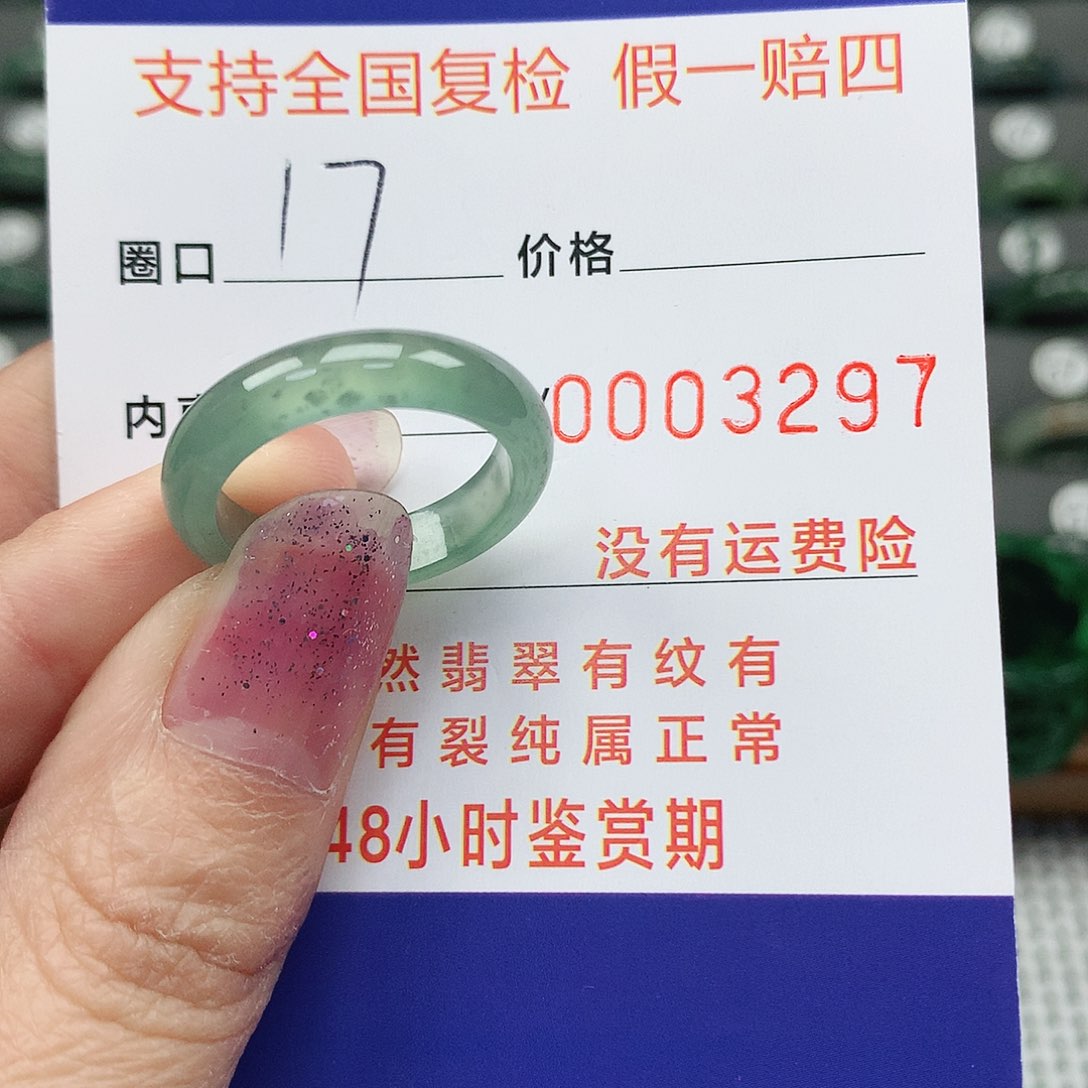 支持全国复检 假一赔四
圈口 17 价格
内 0003297
没有运费险
然翡翠有纹有
有裂纯属正常
48小时鉴赏期